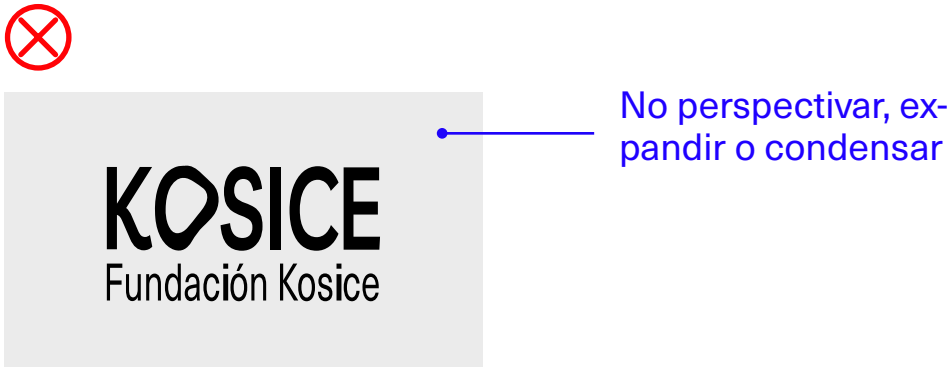 No perspectivar, ex-
pandir o condensar
KOSICE
Fundación Kosice